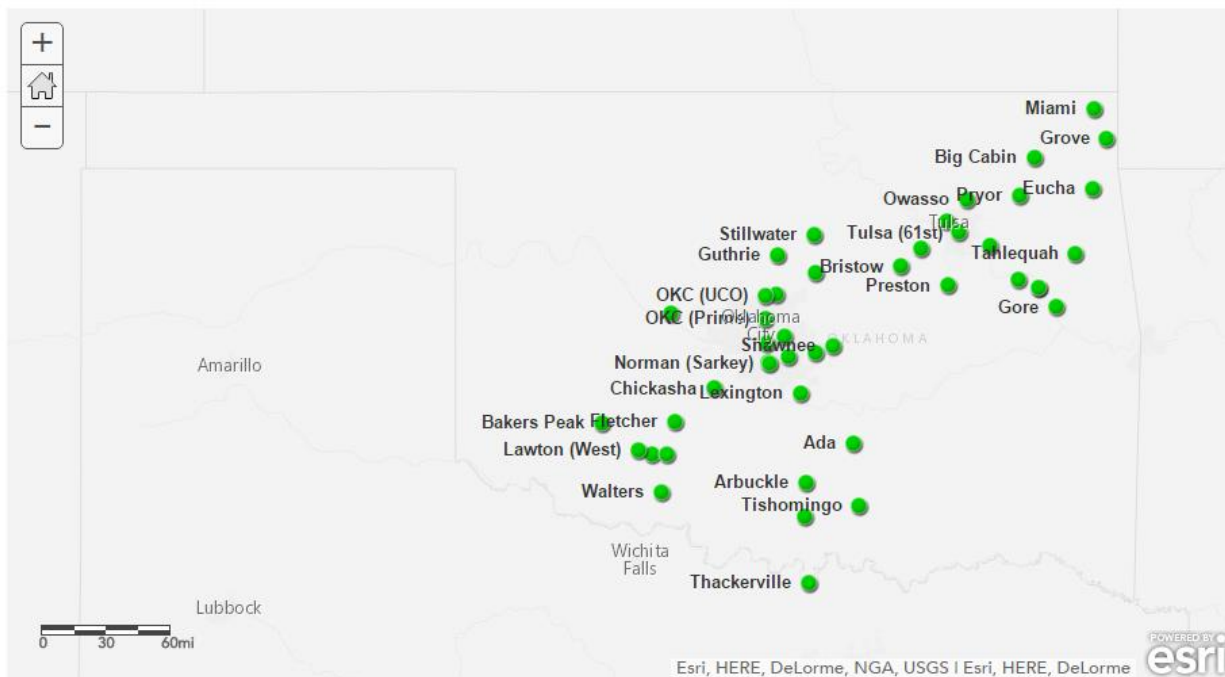 +
−
Miami
Grove
Big Cabin
Eucha
Pryor
Owasso
Tulsa
Tulsa (61st)
Stillwater
Guthrie
Tahlequah
Bristow
Preston
OKC (UCO)
Gore
OKC (Prime)
Oklahoma
City
OKLAHOMA
Shawnee
Norman (Sarkey)
Amarillo
Chickasha
Lexington
Bakers Peak
Fletcher
Ada
Lawton (West)
Arbuckle
Walters
Tishomingo
Wichita
Falls
Thackerville
Lubbock
0 30 60mi
POWERED BY
esri
Esri, HERE, DeLorme, NGA, USGS | Esri, HERE, DeLorme